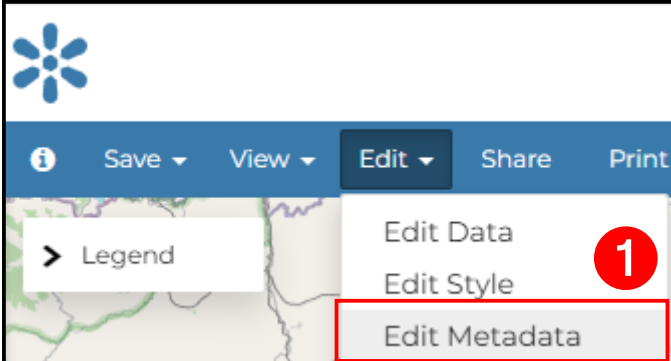 Save View Edit Share Print
Legend
Edit Data
1
Edit Style
Edit Metadata